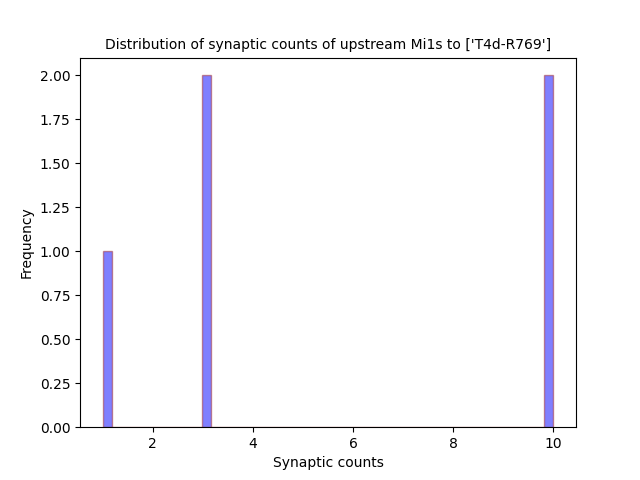 Distribution of synaptic counts of upstream Mi1s to ['T4d-R769']
2.00
1.75
1.50
1.25
1.00
0.75
0.50
0.25
0.00
Frequency
2 4 6 8 10
Synaptic counts